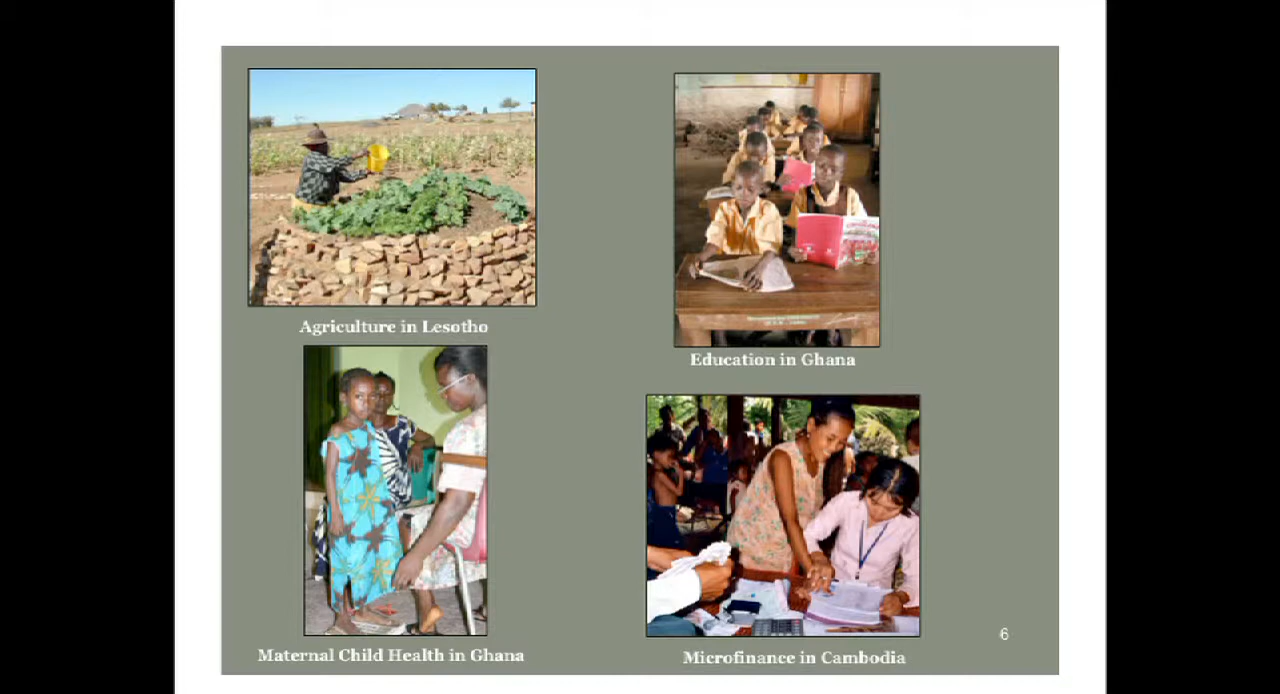 Agriculture in Lesotho
Education in Ghana
Maternal Child Health in Ghana
Microfinance in Cambodia
6